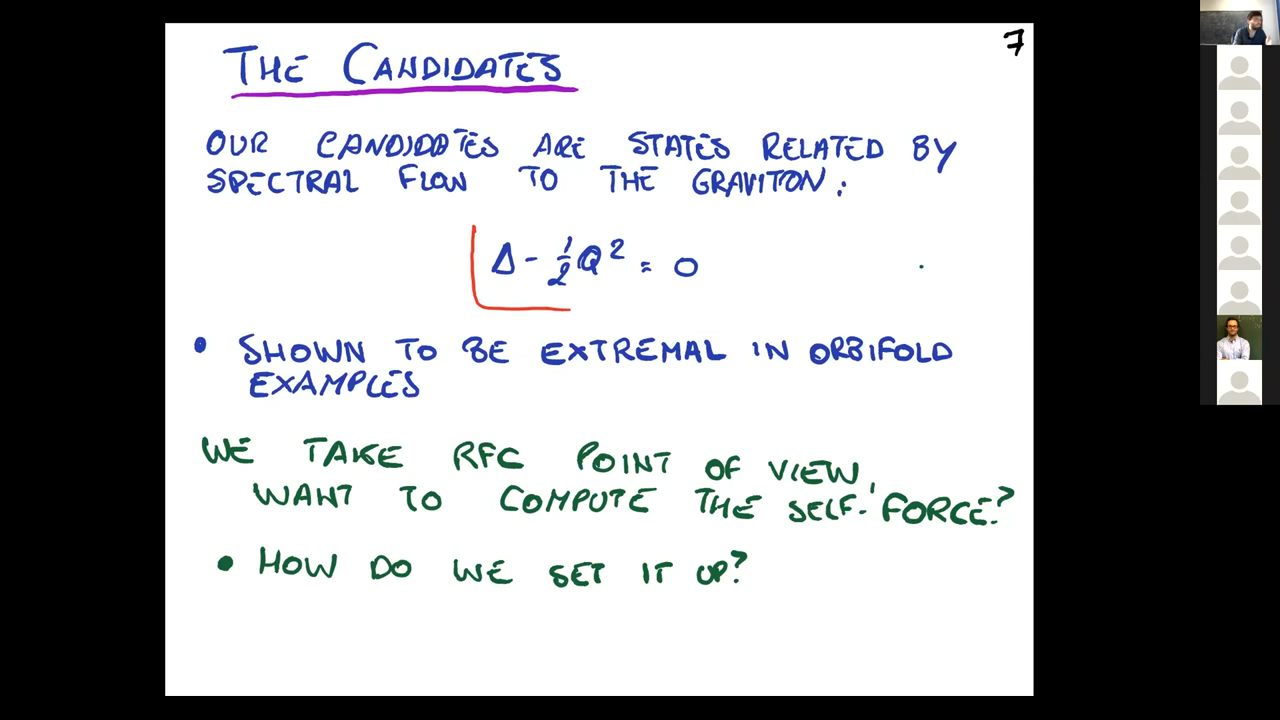 7
THE CANDIDATES
OUR CANDIDATES ARE STATES RELATED BY
SPECTRAL FLOW TO THE GRAVITON:
Δ - 1/2 Q² = 0
• SHOWN TO BE EXTREMAL IN ORBIFOLD
EXAMPLES
WE TAKE RFC POINT OF VIEW,
WANT TO COMPUTE THE SELF-'FORCE?
• HOW DO WE SET IT UP?